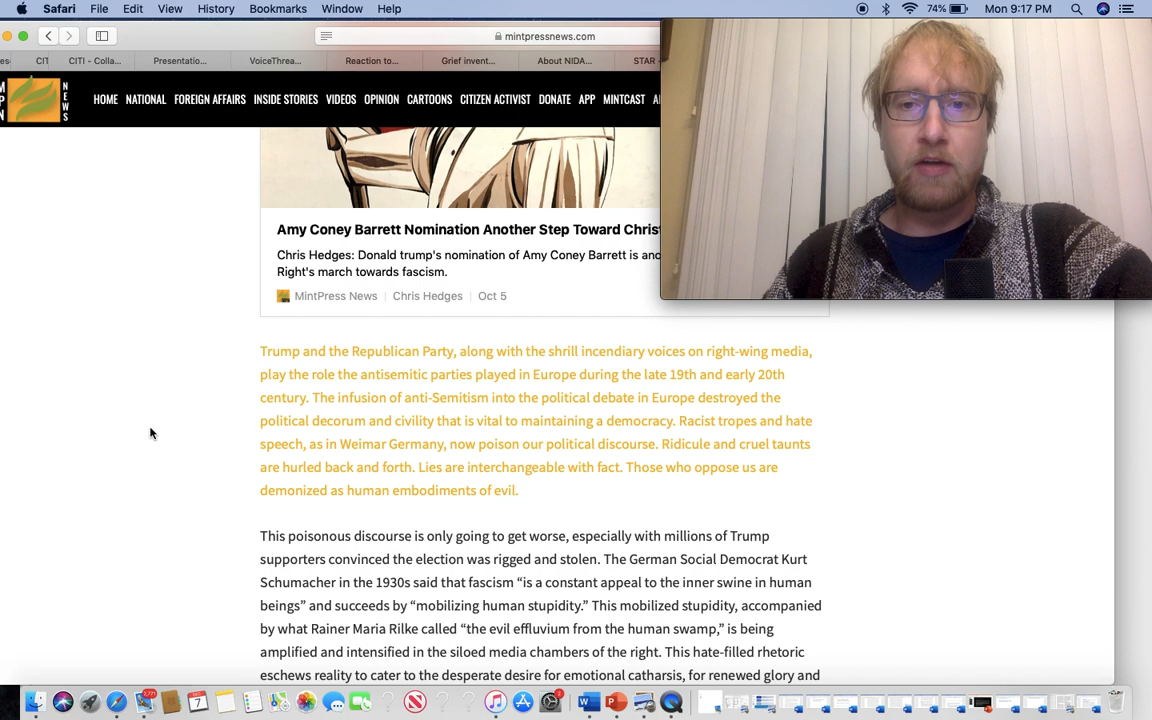 Safari File Edit View History Bookmarks Window Help
74% Mon 9:17 PM
mintpressnews.com
CIT CITI - Colla... Presentatio... VoiceThrea... Reaction to... Grief invent... About NIDA... STAR -
M P N NEWS
HOME NATIONAL FOREIGN AFFAIRS INSIDE STORIES VIDEOS OPINION CARTOONS CITIZEN ACTIVIST DONATE APP MINTCAST
Amy Coney Barrett Nomination Another Step Toward Christ
Chris Hedges: Donald trump's nomination of Amy Coney Barrett is
Right's march towards fascism.
MintPress News Chris Hedges Oct 5
Trump and the Republican Party, along with the shrill incendiary voices on right-wing media,
play the role the antisemitic parties played in Europe during the late 19th and early 20th
century. The infusion of anti-Semitism into the political debate in Europe destroyed the
political decorum and civility that is vital to maintaining a democracy. Racist tropes and hate
speech, as in Weimar Germany, now poison our political discourse. Ridicule and cruel taunts
are hurled back and forth. Lies are interchangeable with fact. Those who oppose us are
demonized as human embodiments of evil.
This poisonous discourse is only going to get worse, especially with millions of Trump
supporters convinced the election was rigged and stolen. The German Social Democrat Kurt
Schumacher in the 1930s said that fascism “is a constant appeal to the inner swine in human
beings” and succeeds by “mobilizing human stupidity.” This mobilized stupidity, accompanied
by what Rainer Maria Rilke called “the evil effluvium from the human swamp,” is being
amplified and intensified in the siloed media chambers of the right. This hate-filled rhetoric
eschews reality to cater to the desperate desire for emotional catharsis, for renewed glory and
7